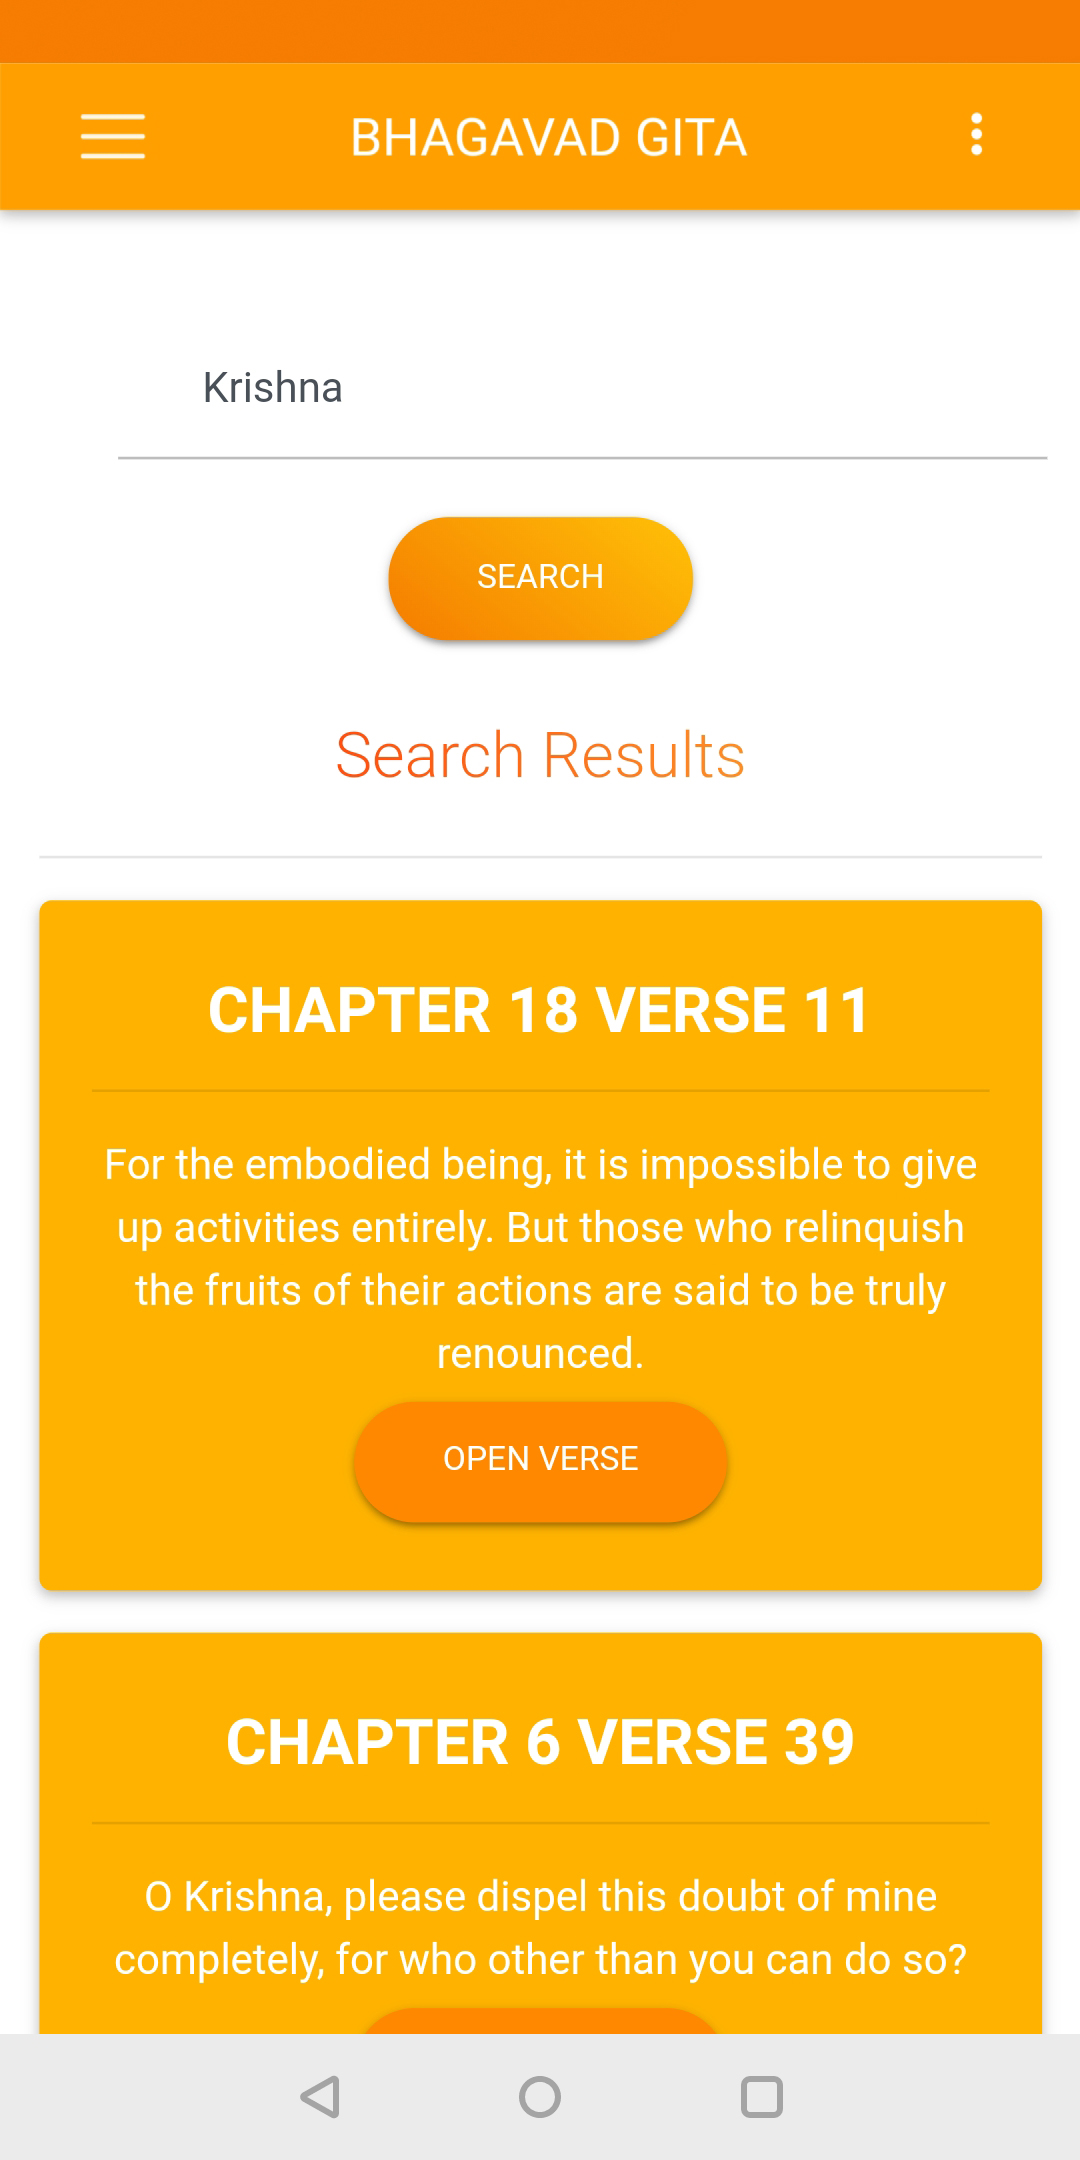 BHAGAVAD GITA
Krishna
SEARCH
Search Results
CHAPTER 18 VERSE 11
For the embodied being, it is impossible to give
up activities entirely. But those who relinquish
the fruits of their actions are said to be truly
renounced.
OPEN VERSE
CHAPTER 6 VERSE 39
O Krishna, please dispel this doubt of mine
completely, for who other than you can do so?